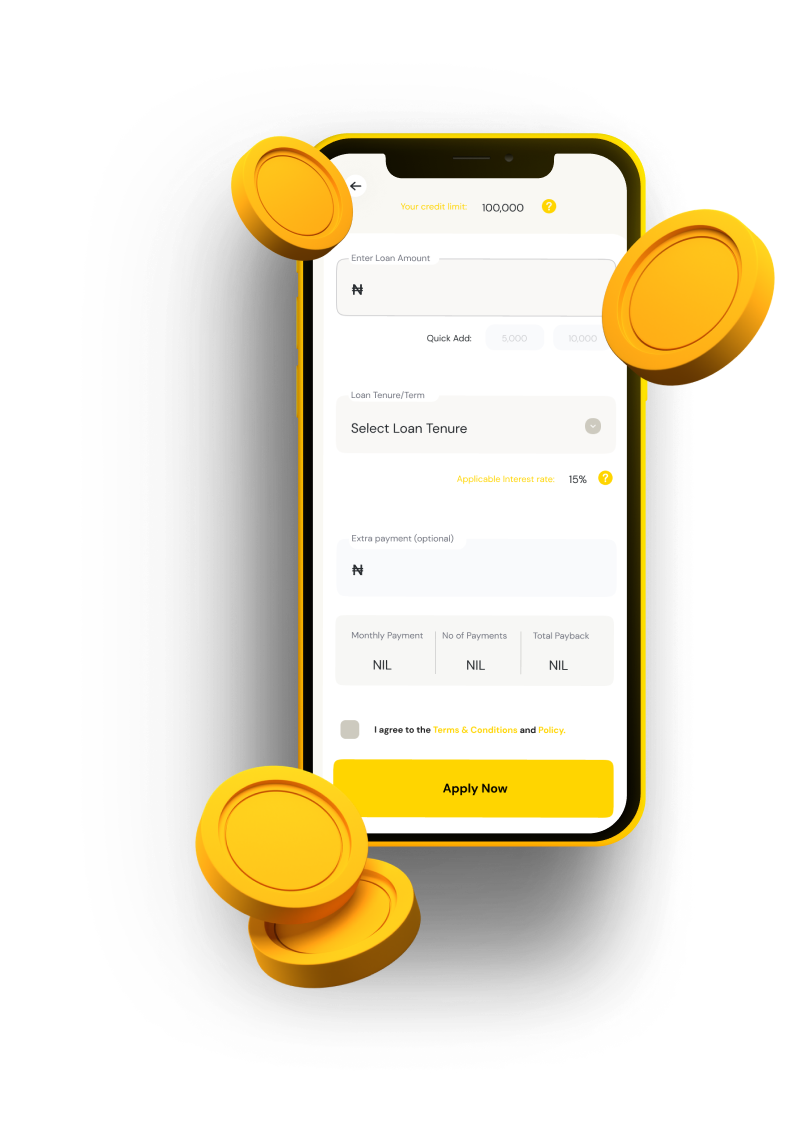 Your credit limit: 100,000 ?
Enter Loan Amount
₦
Quick Add: 5,000 10,000
Loan Tenure/Term
Select Loan Tenure
Applicable Interest rate: 15% ?
Extra payment (optional)
₦
Monthly Payment No of Payments Total Payback
NIL NIL NIL
I agree to the Terms & Conditions and Policy.
Apply Now